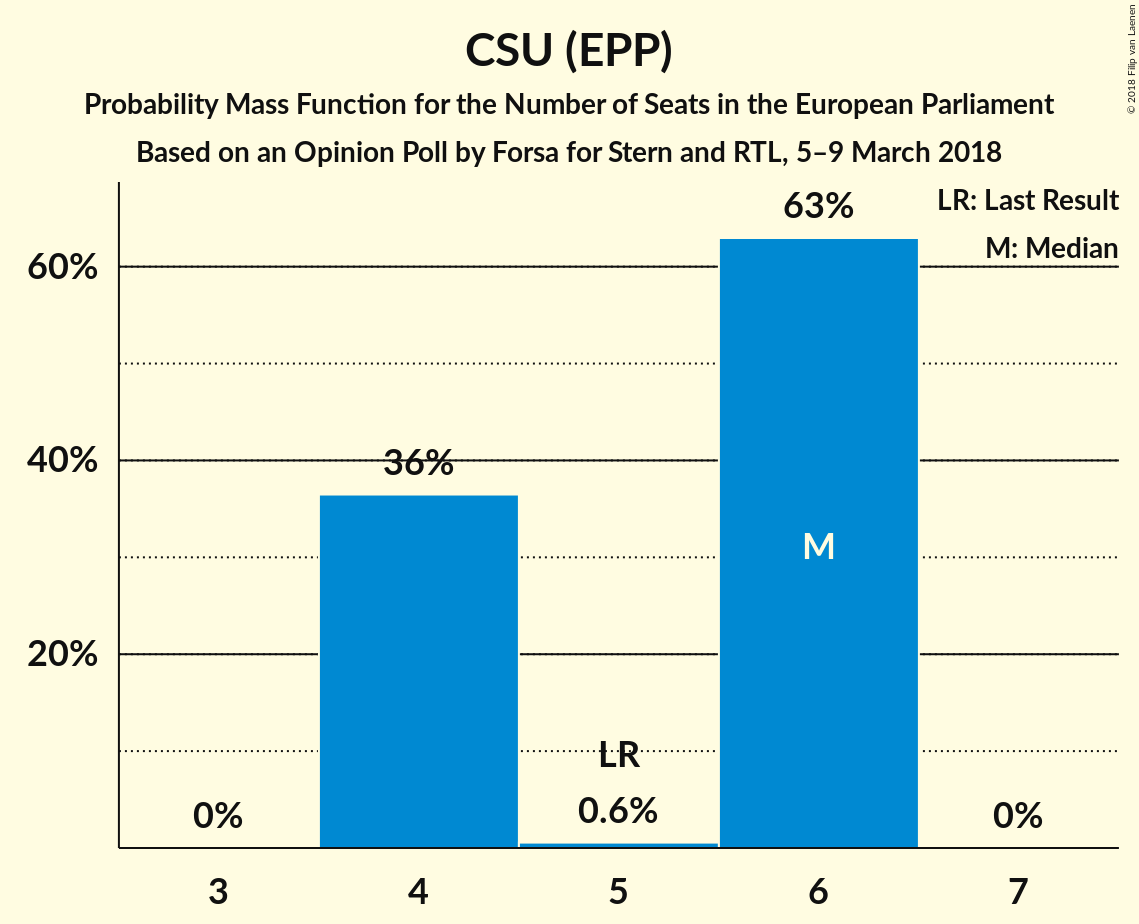 CSU (EPP)
Probability Mass Function for the Number of Seats in the European Parliament
Based on an Opinion Poll by Forsa for Stern and RTL, 5–9 March 2018
© 2018 Filip van Laenen
LR: Last Result
M: Median
63%
60%
40%
36%
M
20%
LR
0%
0.6%
0%
3 4 5 6 7